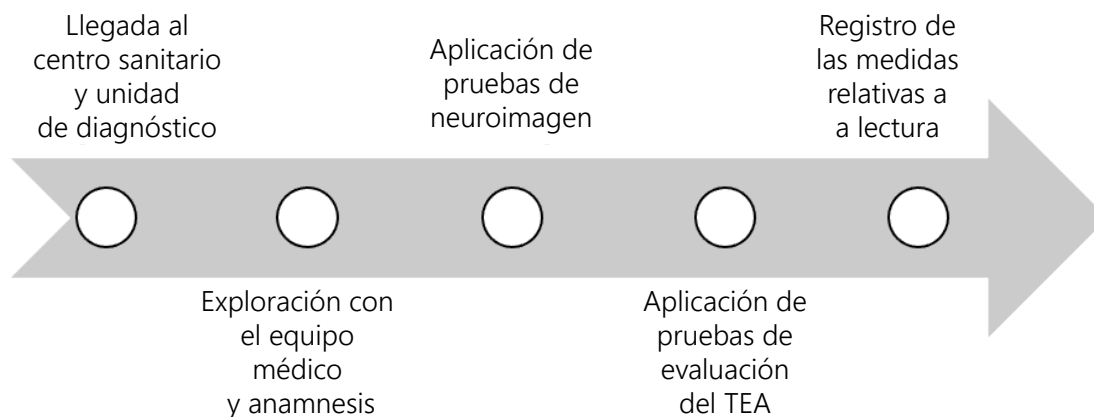 Llegada al
centro sanitario
y unidad
de diagnóstico
Exploración con
el equipo
médico
y anamnesis
Aplicación de
pruebas de
neuroimagen
Aplicación de
pruebas de
evaluación
del TEA
Registro de
las medidas
relativas a
a lectura